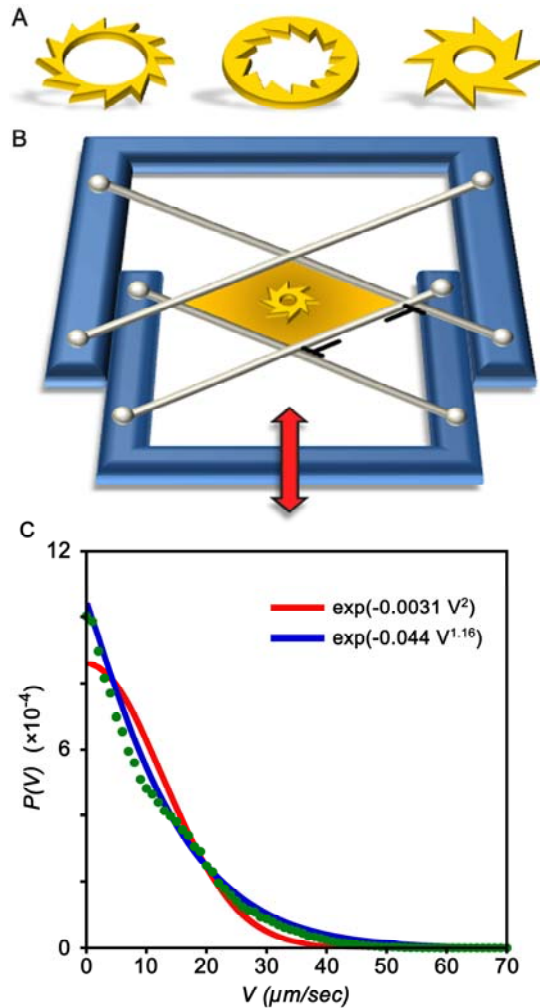 A
B
C
12
exp(-0.0031 V²)
exp(-0.044 V¹·¹⁶)
P(V) (×10⁻⁴)
6
0
0 10 20 30 40 50 60 70
V (μm/sec)